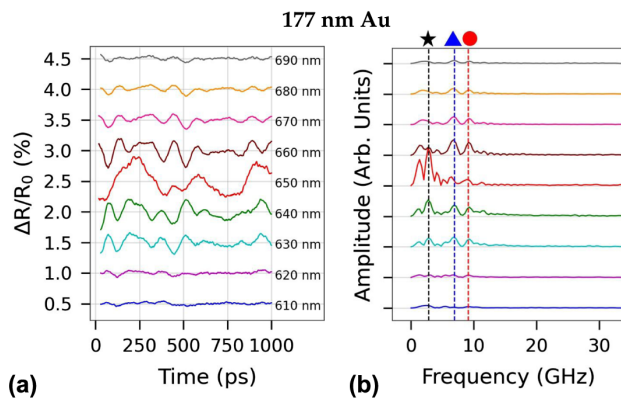 177 nm Au
ΔR/R₀ (%)
4.5
4.0
3.5
3.0
2.5
2.0
1.5
1.0
0.5
690 nm
680 nm
670 nm
660 nm
650 nm
640 nm
630 nm
620 nm
610 nm
0
250
500
750
1000
Time (ps)
(a)
Amplitude (Arb. Units)
0
10
20
30
Frequency (GHz)
(b)